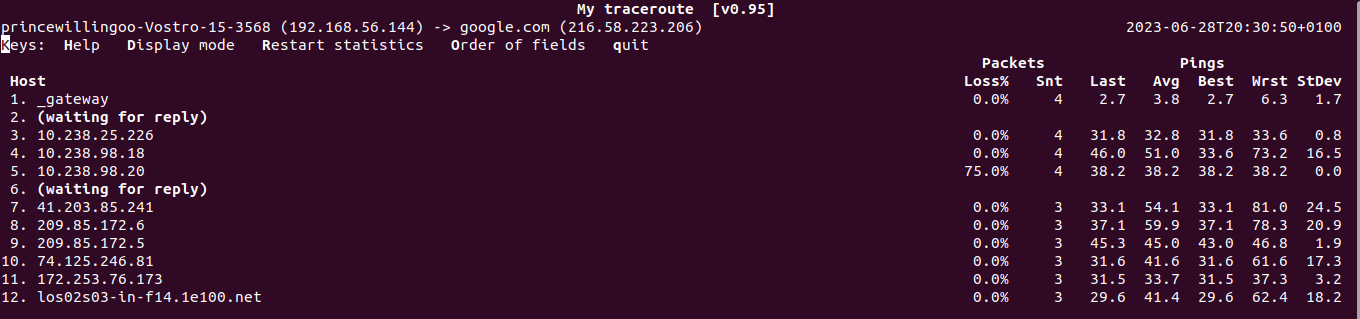 My traceroute [v0.95]
princewillingoo-Vostro-15-3568 (192.168.56.144) -> google.com (216.58.223.206) 2023-06-28T20:30:50+0100
Keys: Help Display mode Restart statistics Order of fields quit
Packets Pings
Host Loss% Snt Last Avg Best Wrst StDev
1. _gateway 0.0% 4 2.7 3.8 2.7 6.3 1.7
2. (waiting for reply)
3. 10.238.25.226 0.0% 4 31.8 32.8 31.8 33.6 0.8
4. 10.238.98.18 0.0% 4 46.0 51.0 33.6 73.2 16.5
5. 10.238.98.20 75.0% 4 38.2 38.2 38.2 38.2 0.0
6. (waiting for reply)
7. 41.203.85.241 0.0% 3 33.1 54.1 33.1 81.0 24.5
8. 209.85.172.6 0.0% 3 37.1 59.9 37.1 78.3 20.9
9. 209.85.172.5 0.0% 3 45.3 45.0 43.0 46.8 1.9
10. 74.125.246.81 0.0% 3 31.6 41.6 31.6 61.6 17.3
11. 172.253.76.173 0.0% 3 31.5 33.7 31.5 37.3 3.2
12. los02s03-in-f14.1e100.net 0.0% 3 29.6 41.4 29.6 62.4 18.2